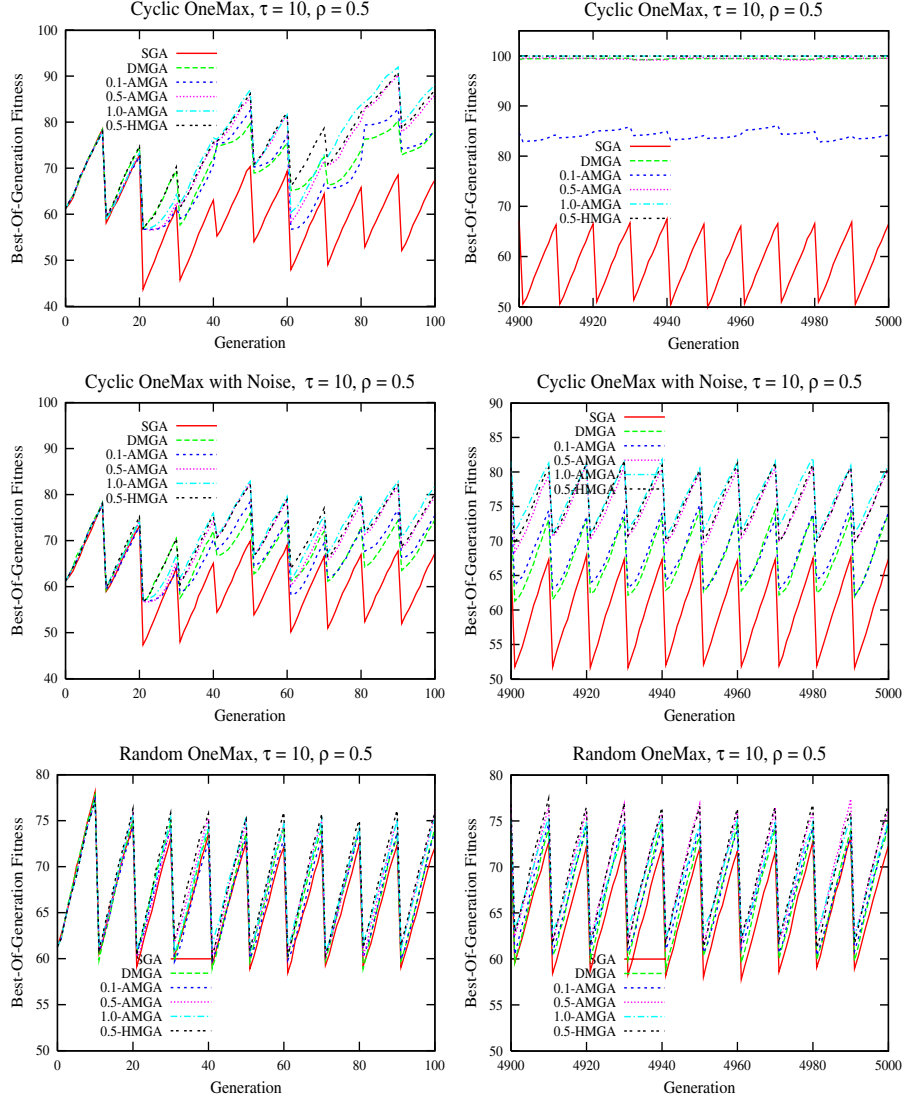 Cyclic OneMax, τ = 10, ρ = 0.5
Best-Of-Generation Fitness
100
90
80
70
60
50
40
SGA
DMGA
0.1-AMGA
0.5-AMGA
1.0-AMGA
0.5-HMGA
0 20 40 60 80 100
Generation
Cyclic OneMax, τ = 10, ρ = 0.5
Best-Of-Generation Fitness
110
100
90
80
70
60
50
SGA
DMGA
0.1-AMGA
0.5-AMGA
1.0-AMGA
0.5-HMGA
4900 4920 4940 4960 4980 5000
Generation
Cyclic OneMax with Noise, τ = 10, ρ = 0.5
Best-Of-Generation Fitness
100
90
80
70
60
50
40
SGA
DMGA
0.1-AMGA
0.5-AMGA
1.0-AMGA
0.5-HMGA
0 20 40 60 80 100
Generation
Cyclic OneMax with Noise, τ = 10, ρ = 0.5
Best-Of-Generation Fitness
90
85
80
75
70
65
60
55
50
SGA
DMGA
0.1-AMGA
0.5-AMGA
1.0-AMGA
0.5-HMGA
4900 4920 4940 4960 4980 5000
Generation
Random OneMax, τ = 10, ρ = 0.5
Best-Of-Generation Fitness
80
75
70
65
60
55
50
SGA
DMGA
0.1-AMGA
0.5-AMGA
1.0-AMGA
0.5-HMGA
0 20 40 60 80 100
Generation
Random OneMax, τ = 10, ρ = 0.5
Best-Of-Generation Fitness
80
75
70
65
60
55
50
SGA
DMGA
0.1-AMGA
0.5-AMGA
1.0-AMGA
0.5-HMGA
4900 4920 4940 4960 4980 5000
Generation